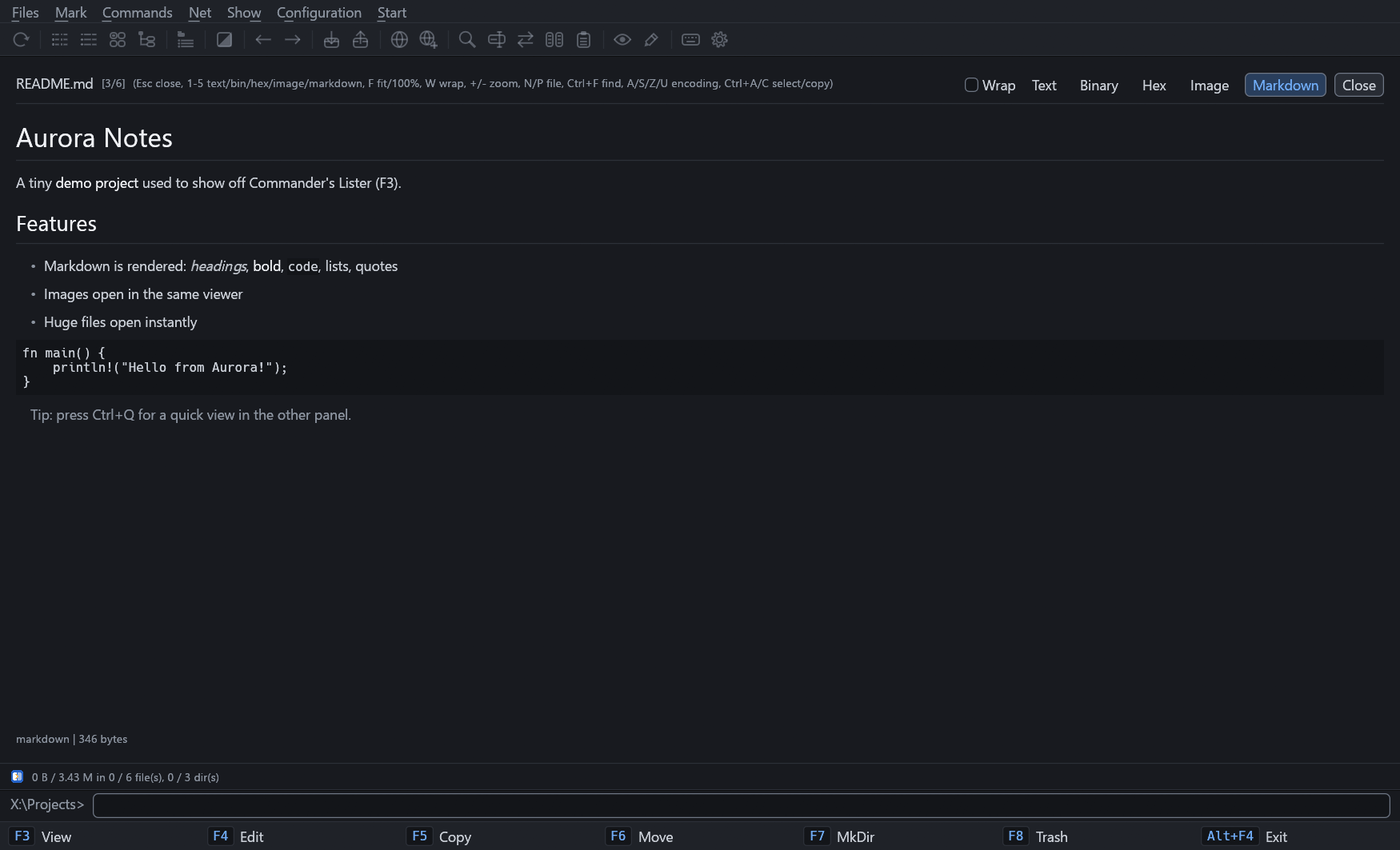 Files Mark Commands Net Show Configuration Start
README.md [3/6] (Esc close, 1-5 text/bin/hex/image/markdown, F fit/100%, W wrap, +/- zoom, N/P file, Ctrl+F find, A/S/Z/U encoding, Ctrl+A/C select/copy) Wrap Text Binary Hex Image Markdown Close
Aurora Notes
A tiny demo project used to show off Commander's Lister (F3).
Features
• Markdown is rendered: headings, bold, code, lists, quotes
• Images open in the same viewer
• Huge files open instantly
fn main() {
    println!("Hello from Aurora!");
}
Tip: press Ctrl+Q for a quick view in the other panel.
markdown | 346 bytes
0 B / 3.43 M in 0 / 6 file(s), 0 / 3 dir(s)
X:\Projects>
F3 View F4 Edit F5 Copy F6 Move F7 MkDir F8 Trash Alt+F4 Exit